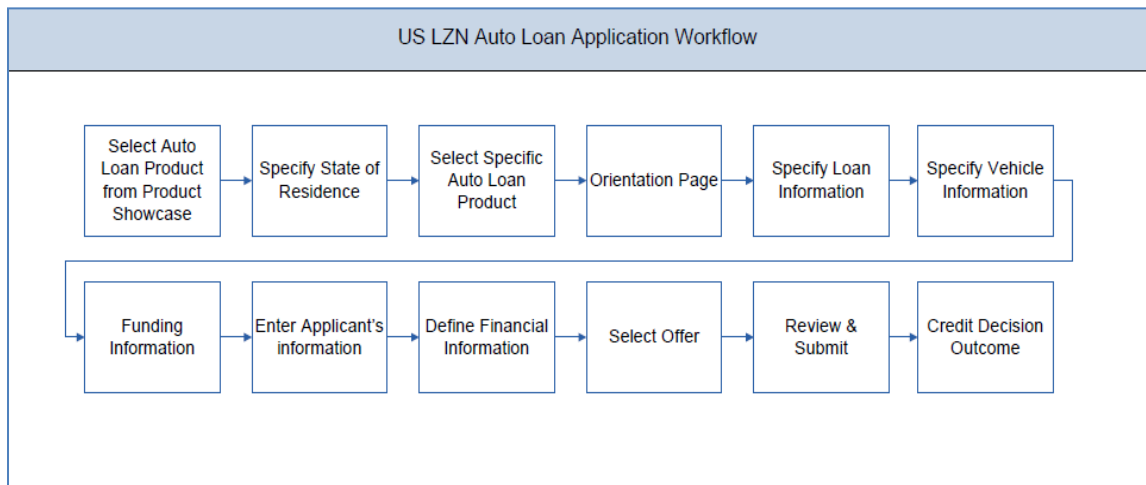 US LZN Auto Loan Application Workflow
Select Auto
Loan Product
from Product
Showcase
Specify State of
Residence
Select Specific
Auto Loan
Product
Orientation Page
Specify Loan
Information
Specify Vehicle
Information
Funding
Information
Enter Applicant's
information
Define Financial
Information
Select Offer
Review &
Submit
Credit Decision
Outcome